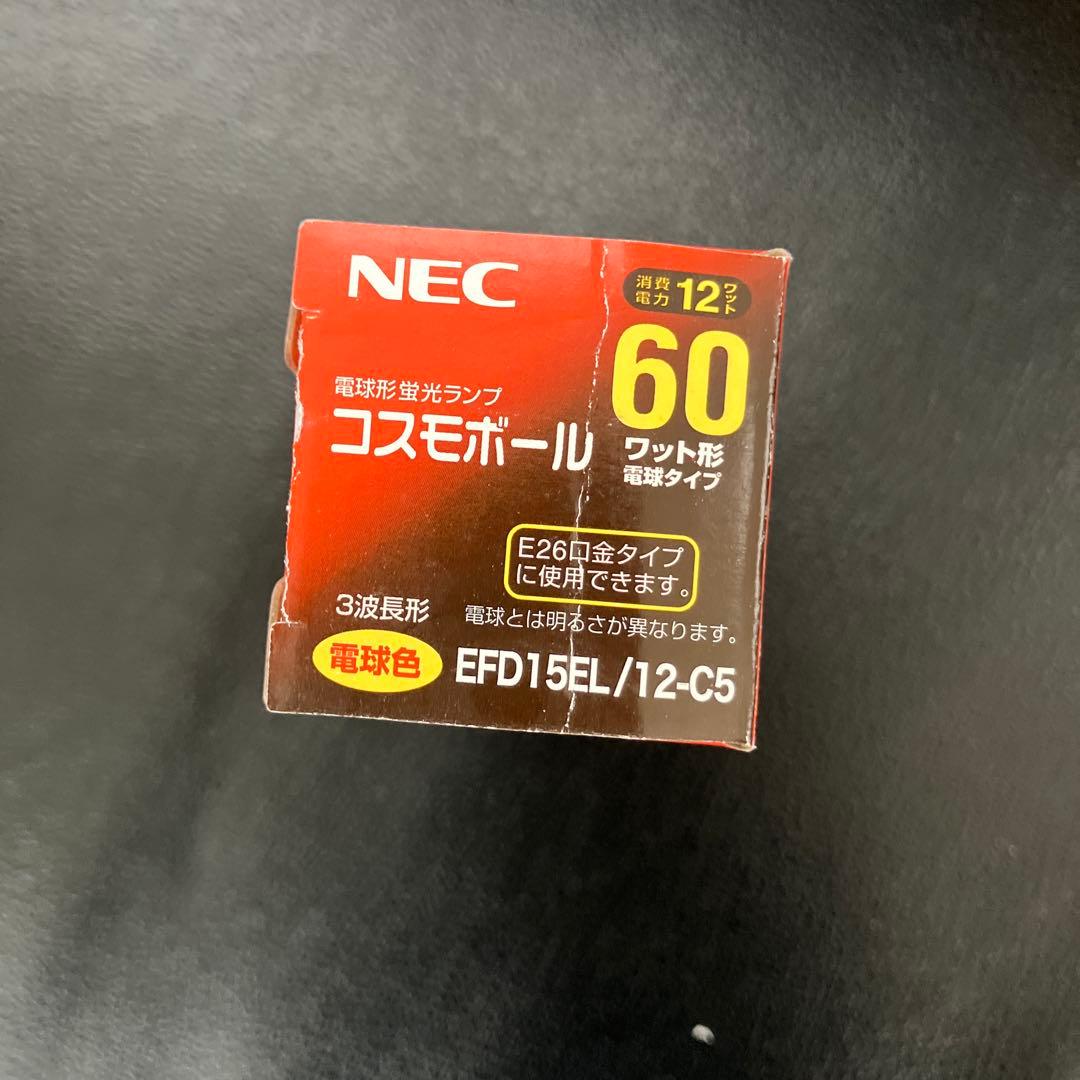 NEC
消費
電力 12 ワット
60
ワット形
電球タイプ
電球形蛍光ランプ
コスモボール
E26口金タイプ
に使用できます。
3波長形 電球とは明るさが異なります。
電球色 EFD15EL/12-C5